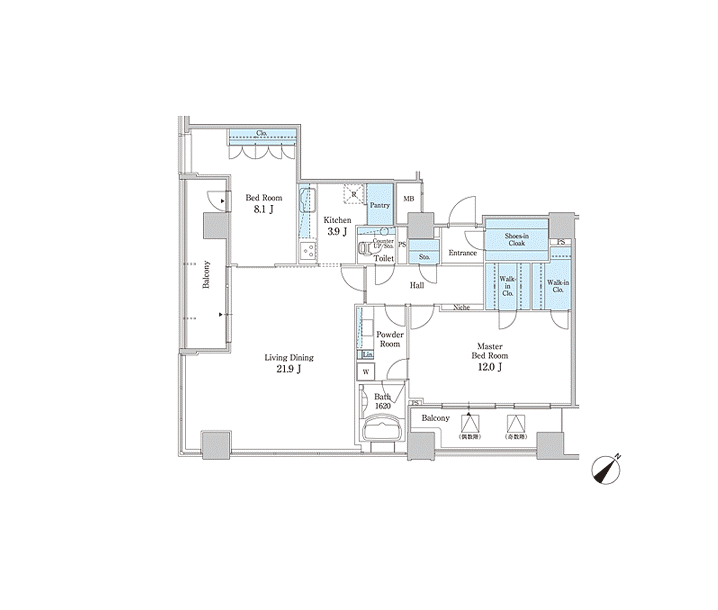 Clo.
Bed Room
8.1 J
Kitchen
3.9 J
R
Pantry
MB
Counter
Toilet
PS
Sto.
Entrance
Shoes-in
Cloak
PS
Balcony
Hall
Walk-
in
Clo.
Walk-in
Clo.
Niche
Living Dining
21.9 J
Powder
Room
Lin.
W
Master
Bed Room
12.0 J
Bath
1620
PS
Balcony
(偶数階)
(奇数階)
N